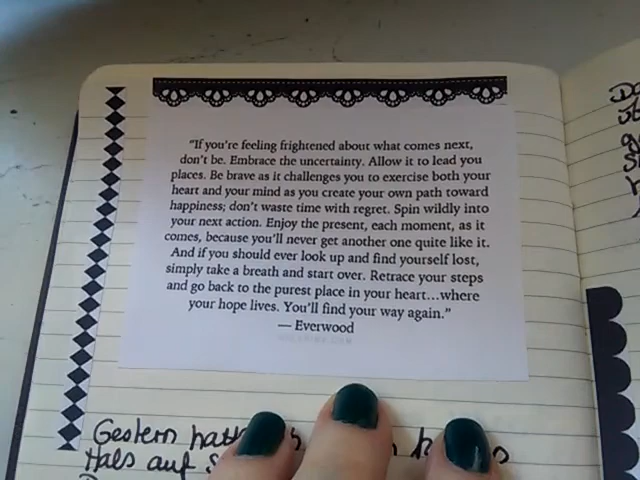 "If you're feeling frightened about what comes next,
don't be. Embrace the uncertainty. Allow it to lead you
places. Be brave as it challenges you to exercise both your
heart and your mind as you create your own path toward
happiness; don't waste time with regret. Spin wildly into
your next action. Enjoy the present, each moment, as it
comes, because you'll never get another one quite like it.
And if you should ever look up and find yourself lost,
simply take a breath and start over. Retrace your steps
and go back to the purest place in your heart...where
your hope lives. You'll find your way again."
— Everwood
Gestern
Hals auf